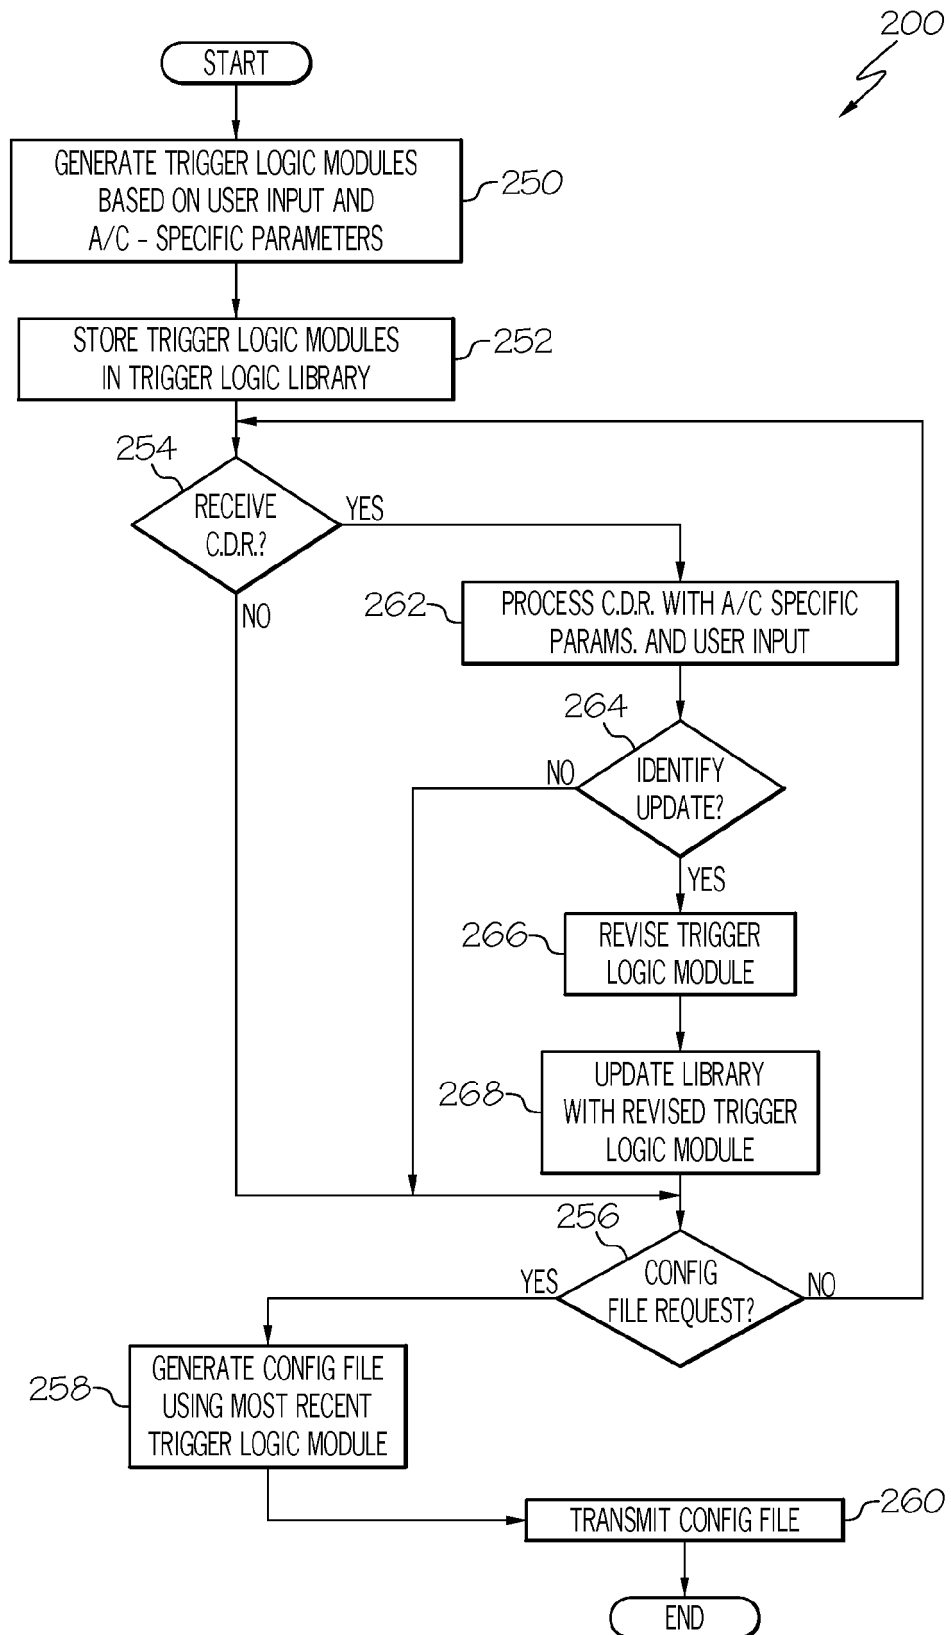 200
START
GENERATE TRIGGER LOGIC MODULES
BASED ON USER INPUT AND
A/C - SPECIFIC PARAMETERS
250
STORE TRIGGER LOGIC MODULES
IN TRIGGER LOGIC LIBRARY
252
254
RECEIVE
C.D.R.?
YES
NO
262
PROCESS C.D.R. WITH A/C SPECIFIC
PARAMS. AND USER INPUT
264
IDENTIFY
UPDATE?
NO
YES
266
REVISE TRIGGER
LOGIC MODULE
268
UPDATE LIBRARY
WITH REVISED TRIGGER
LOGIC MODULE
256
CONFIG
FILE REQUEST?
YES
NO
258
GENERATE CONFIG FILE
USING MOST RECENT
TRIGGER LOGIC MODULE
TRANSMIT CONFIG FILE
260
END